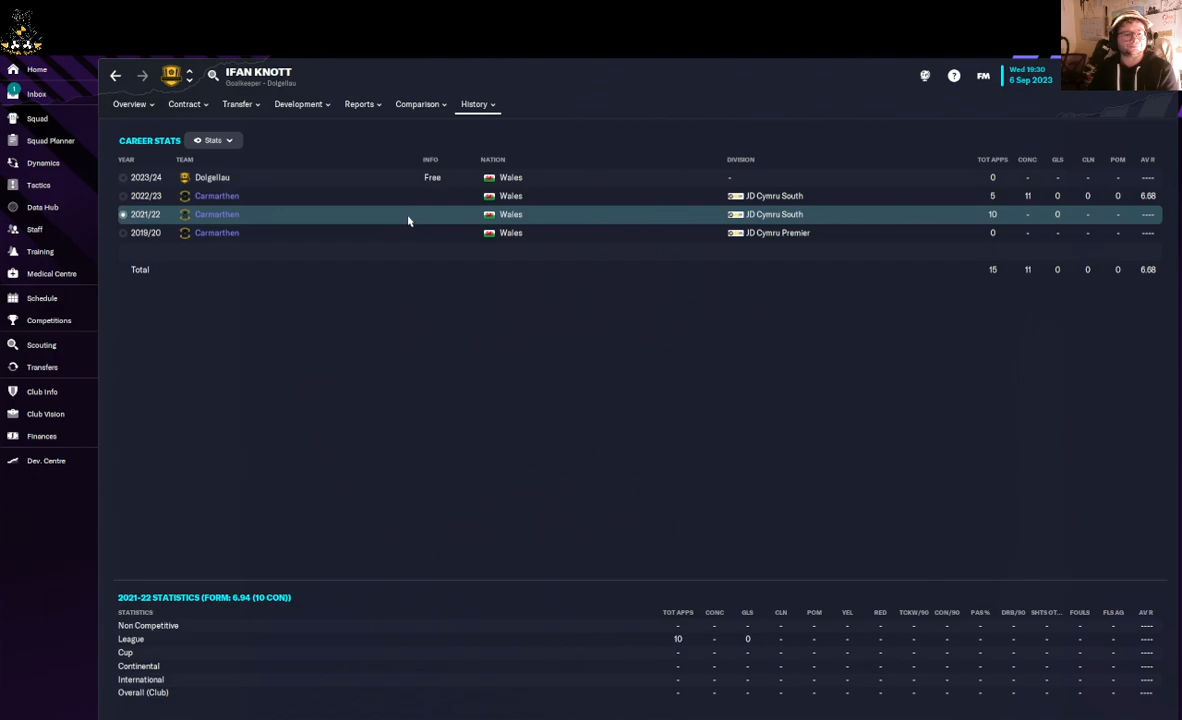 IFAN KNOTT
Goalkeeper - Dolgellau
FM
Wed 19:30
6 Sep 2023
Home
1
Inbox
Squad
Squad Planner
Dynamics
Tactics
Data Hub
Staff
Training
Medical Centre
Schedule
Competitions
Scouting
Transfers
Club Info
Club Vision
Finances
Dev. Centre
Overview Contract Transfer Development Reports Comparison History
CAREER STATS Stats
YEAR TEAM INFO NATION DIVISION TOT APPS CONC GLS CLN POM AV R
2023/24 Dolgellau Free Wales - 0 - - - - ----
2022/23 Carmarthen Wales JD Cymru South 5 11 0 0 0 6.68
2021/22 Carmarthen Wales JD Cymru South 10 - 0 - - ----
2019/20 Carmarthen Wales JD Cymru Premier 0 - - - - ----
Total 15 11 0 0 0 6.68
2021-22 STATISTICS (FORM: 6.94 (10 CON))
STATISTICS TOT APPS CONC GLS CLN POM YEL RED TCKW/90 CON/90 PAS % DRB/90 SHTS OT... FOULS FLS AG AV R
Non Competitive - - - - - - - - - - - - - - ----
League 10 - 0 - - - - - - - - - - - ----
Cup - - - - - - - - - - - - - - ----
Continental - - - - - - - - - - - - - - ----
International - - - - - - - - - - - - - - ----
Overall (Club) - - - - - - - - - - - - - - ----